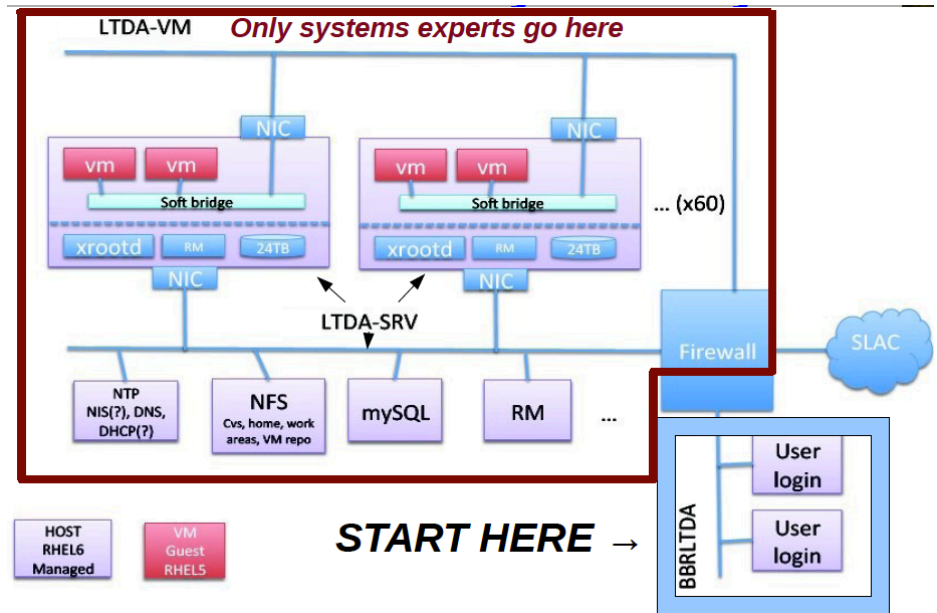 LTDA-VM
Only systems experts go here
NIC
NIC
vm
vm
Soft bridge
vm
vm
Soft bridge
... (x60)
xrootd
RM
24TB
xrootd
RM
24TB
NIC
NIC
LTDA-SRV
Firewall
SLAC
NTP
NIS(?), DNS,
DHCP(?)
NFS
Cvs, home, work
areas, VM repo
mySQL
RM
...
User
login
User
login
BBRLTDA
HOST
RHEL6
Managed
VM
Guest
RHEL5
START HERE →